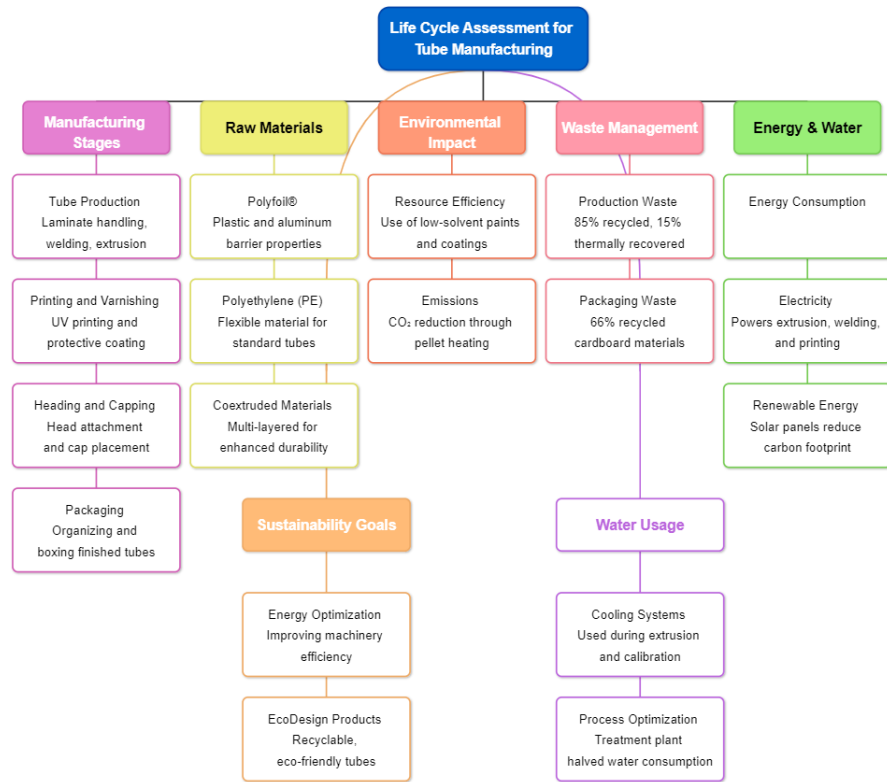 Life Cycle Assessment for
Tube Manufacturing
Manufacturing
Stages
Raw Materials
Environmental
Impact
Waste Management
Energy & Water
Tube Production
Laminate handling,
welding, extrusion
Polyfoil®
Plastic and aluminum
barrier properties
Resource Efficiency
Use of low-solvent paints
and coatings
Production Waste
85% recycled, 15%
thermally recovered
Energy Consumption
Printing and Varnishing
UV printing and
protective coating
Polyethylene (PE)
Flexible material for
standard tubes
Emissions
CO₂ reduction through
pellet heating
Packaging Waste
66% recycled
cardboard materials
Electricity
Powers extrusion, welding,
and printing
Heading and Capping
Head attachment
and cap placement
Coextruded Materials
Multi-layered for
enhanced durability
Renewable Energy
Solar panels reduce
carbon footprint
Packaging
Organizing and
boxing finished tubes
Sustainability Goals
Water Usage
Energy Optimization
Improving machinery
efficiency
Cooling Systems
Used during extrusion
and calibration
EcoDesign Products
Recyclable,
eco-friendly tubes
Process Optimization
Treatment plant
halved water consumption